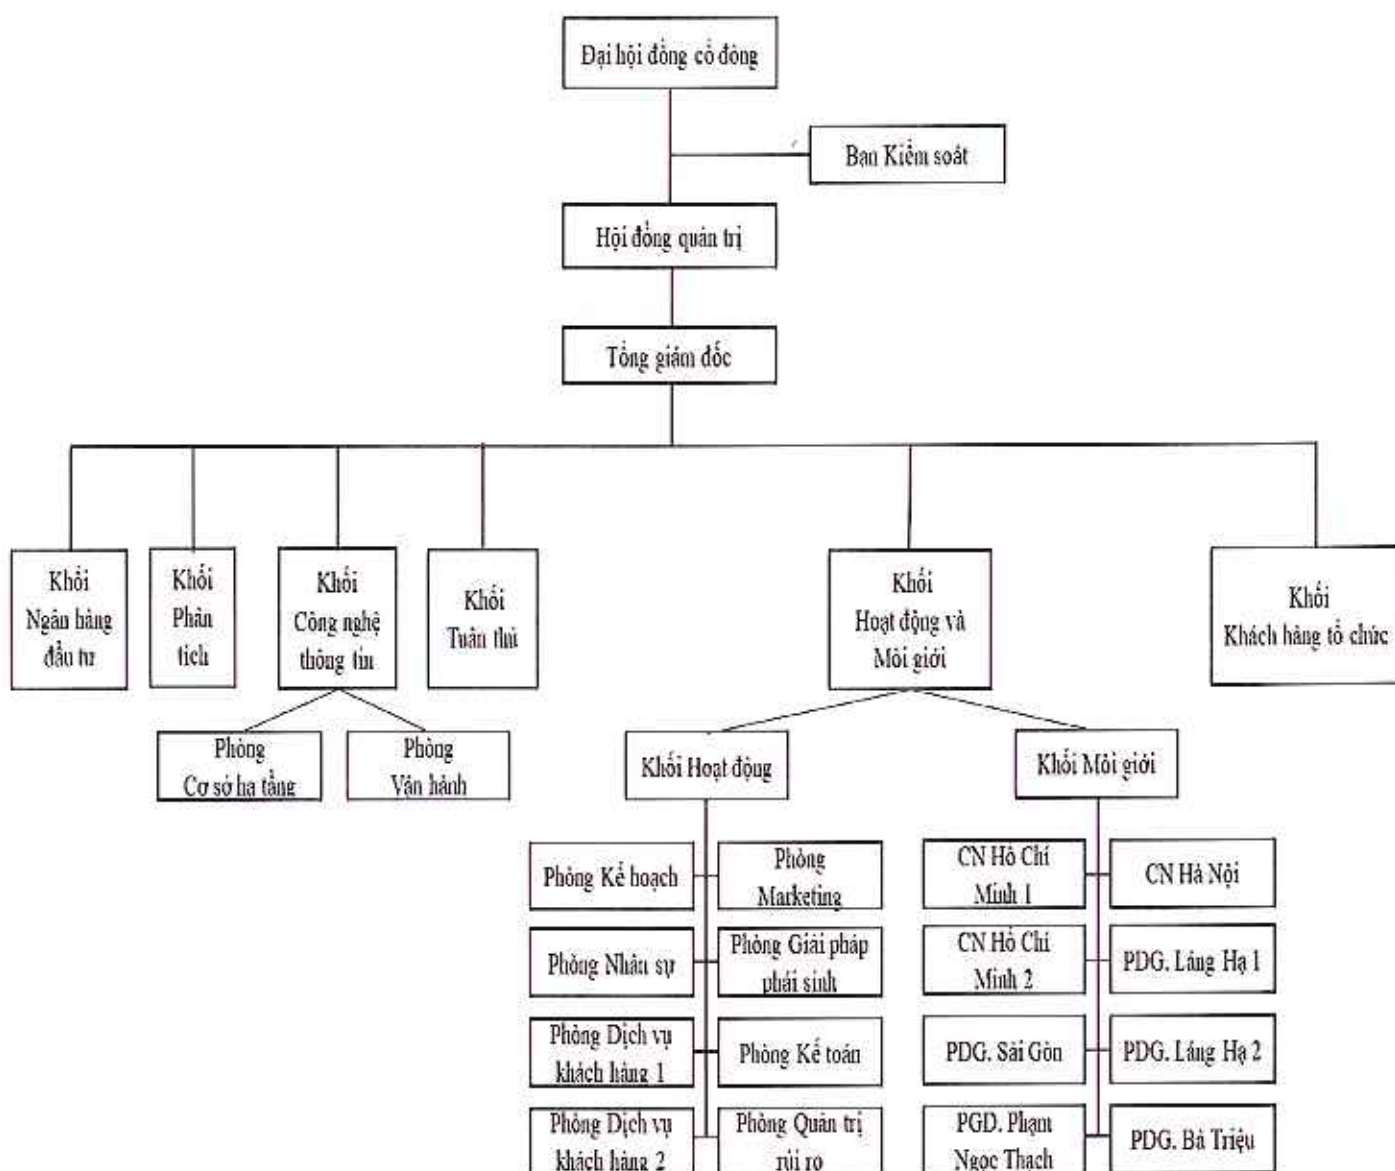 Đại hội đồng cổ đông
Ban Kiểm soát
Hội đồng quản trị
Tổng giám đốc
Khối
Ngân hàng
đầu tư
Khối
Phân
tích
Khối
Công nghệ
thông tin
Khối
Tuân thủ
Khối
Hoạt động và
Môi giới
Khối
Khách hàng tổ chức
Phòng
Cơ sở hạ tầng
Phòng
Vận hành
Khối Hoạt động
Khối Môi giới
Phòng Kế hoạch
Phòng
Marketing
Phòng Nhân sự
Phòng Giải pháp
phái sinh
Phòng Dịch vụ
khách hàng 1
Phòng Kế toán
Phòng Dịch vụ
khách hàng 2
Phòng Quản trị
rủi ro
CN Hồ Chí
Minh 1
CN Hà Nội
CN Hồ Chí
Minh 2
PDG. Láng Hạ 1
PDG. Sài Gòn
PDG. Láng Hạ 2
PGD. Phạm
Ngọc Thạch
PDG. Bà Triệu